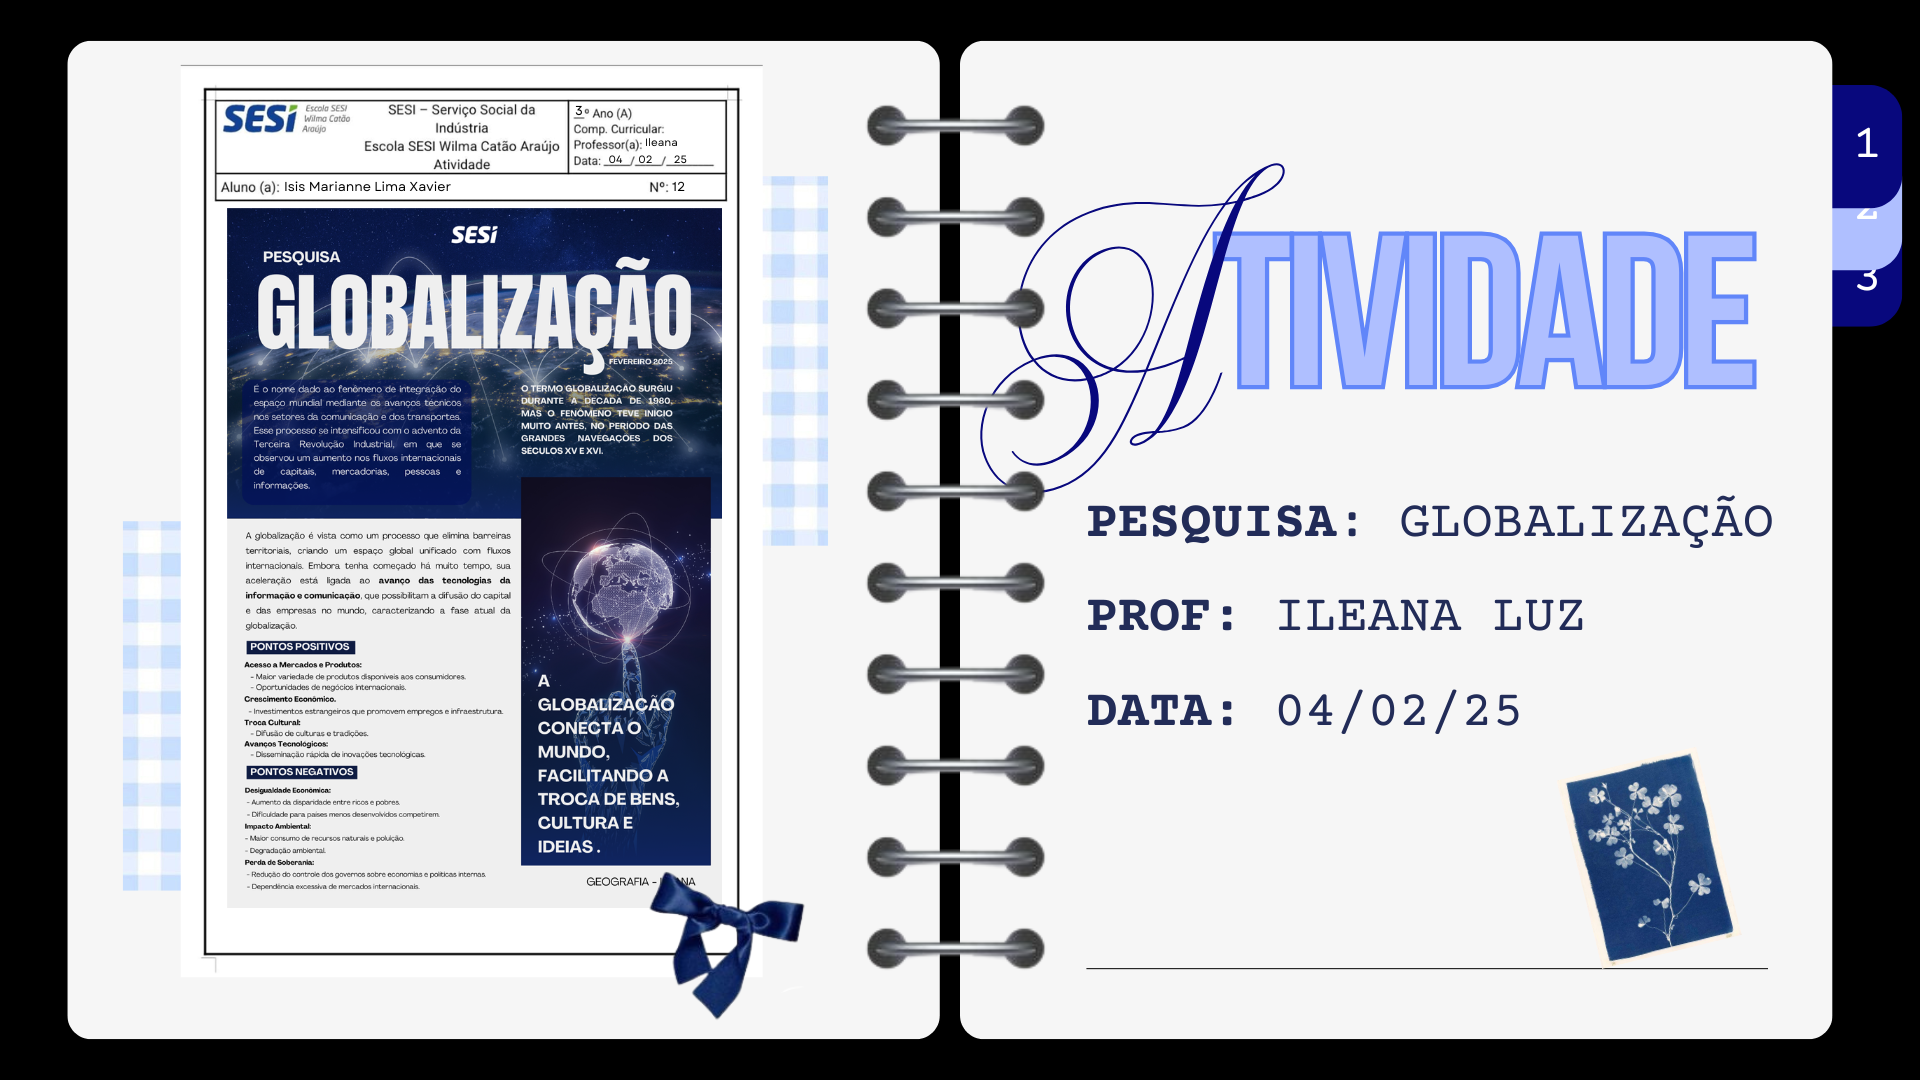 SESI
Escola SESI
Wilma Catão
Araújo
SESI – Serviço Social da
Indústria
Escola SESI Wilma Catão Araújo
Atividade
3º Ano (A)
Comp. Curricular:
Professor(a): Ileana
Data: 04 / 02 / 25
Aluno (a): Isis Marianne Lima Xavier Nº: 12
SESI
PESQUISA
GLOBALIZAÇÃO
FEVEREIRO 2025
É o nome dado ao fenômeno de integração do
espaço mundial mediante os avanços técnicos
nos setores da comunicação e dos transportes.
Esse processo se intensificou com o advento da
Terceira Revolução Industrial, em que se
observou um aumento nos fluxos internacionais
de capitais, mercadorias, pessoas e
informações.
O TERMO GLOBALIZAÇÃO SURGIU
DURANTE A DÉCADA DE 1980,
MAS O FENÔMENO TEVE INÍCIO
MUITO ANTES, NO PERÍODO DAS
GRANDES NAVEGAÇÕES DOS
SÉCULOS XV E XVI.
A globalização é vista como um processo que elimina barreiras
territoriais, criando um espaço global unificado com fluxos
internacionais. Embora tenha começado há muito tempo, sua
aceleração está ligada ao avanço das tecnologias da
informação e comunicação, que possibilitam a difusão do capital
e das empresas no mundo, caracterizando a fase atual da
globalização.
PONTOS POSITIVOS
Acesso a Mercados e Produtos:
- Maior variedade de produtos disponíveis aos consumidores.
- Oportunidades de negócios internacionais.
Crescimento Econômico.
- Investimentos estrangeiros que promovem empregos e infraestrutura.
Troca Cultural:
- Difusão de culturas e tradições.
Avanços Tecnológicos:
- Disseminação rápida de inovações tecnológicas.
PONTOS NEGATIVOS
Desigualdade Econômica:
- Aumento da disparidade entre ricos e pobres.
- Dificuldade para países menos desenvolvidos competirem.
Impacto Ambiental:
- Maior consumo de recursos naturais e poluição.
- Degradação ambiental.
Perda de Soberania:
- Redução do controle dos governos sobre economias e políticas internas.
- Dependência excessiva de mercados internacionais.
A
GLOBALIZAÇÃO
CONECTA O
MUNDO,
FACILITANDO A
TROCA DE BENS,
CULTURA E
IDEIAS .
GEOGRAFIA -
ATIVIDADE
PESQUISA: GLOBALIZAÇÃO
PROF: ILEANA LUZ
DATA: 04/02/25
1
2
3